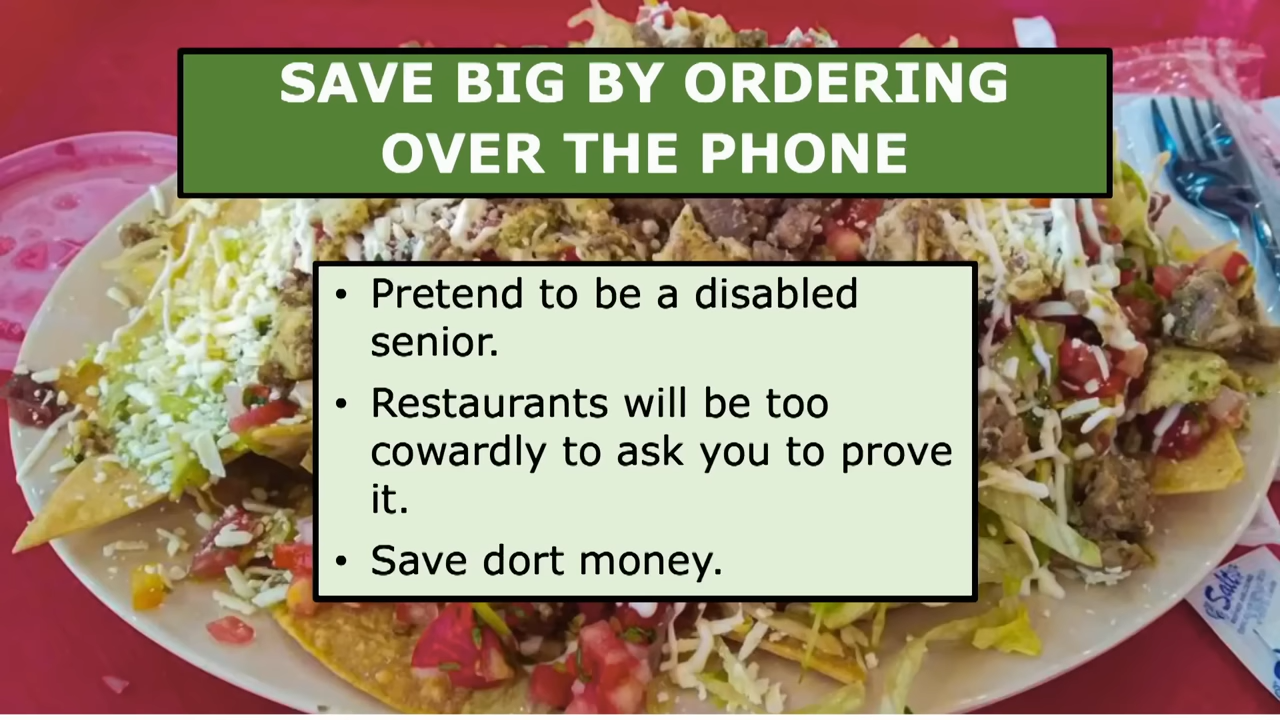 SAVE BIG BY ORDERING
OVER THE PHONE
• Pretend to be a disabled
senior.
• Restaurants will be too
cowardly to ask you to prove
it.
• Save dort money.
Salt